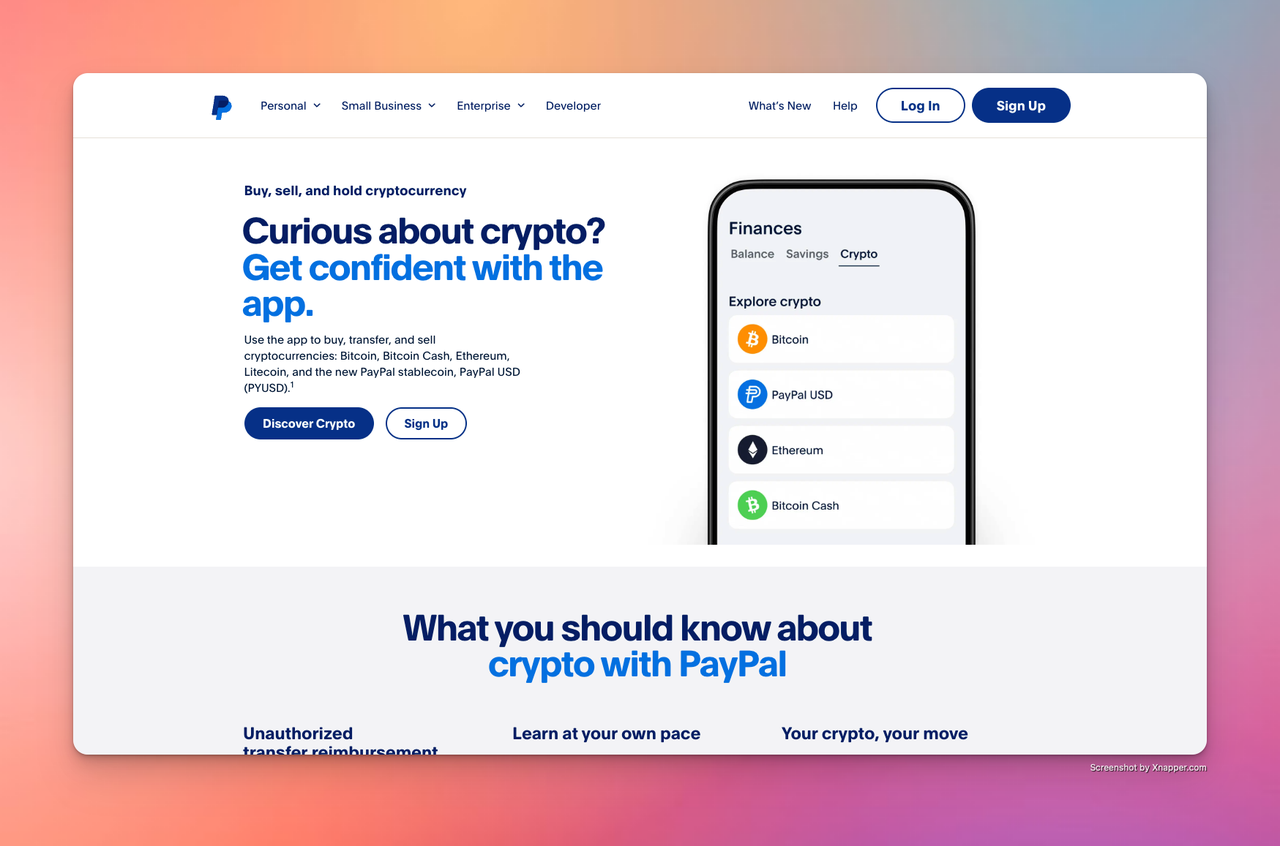 Personal
Small Business
Enterprise
Developer
What's New
Help
Log In
Sign Up
Buy, sell, and hold cryptocurrency
Curious about crypto?
Get confident with the
app.
Use the app to buy, transfer, and sell
cryptocurrencies: Bitcoin, Bitcoin Cash, Ethereum,
Litecoin, and the new PayPal stablecoin, PayPal USD
(PYUSD).¹
Discover Crypto
Sign Up
Finances
Balance Savings Crypto
Explore crypto
Bitcoin
PayPal USD
Ethereum
Bitcoin Cash
What you should know about
crypto with PayPal
Unauthorized
transfer reimbursement
Learn at your own pace
Your crypto, your move
Screenshot by Xnapper.com